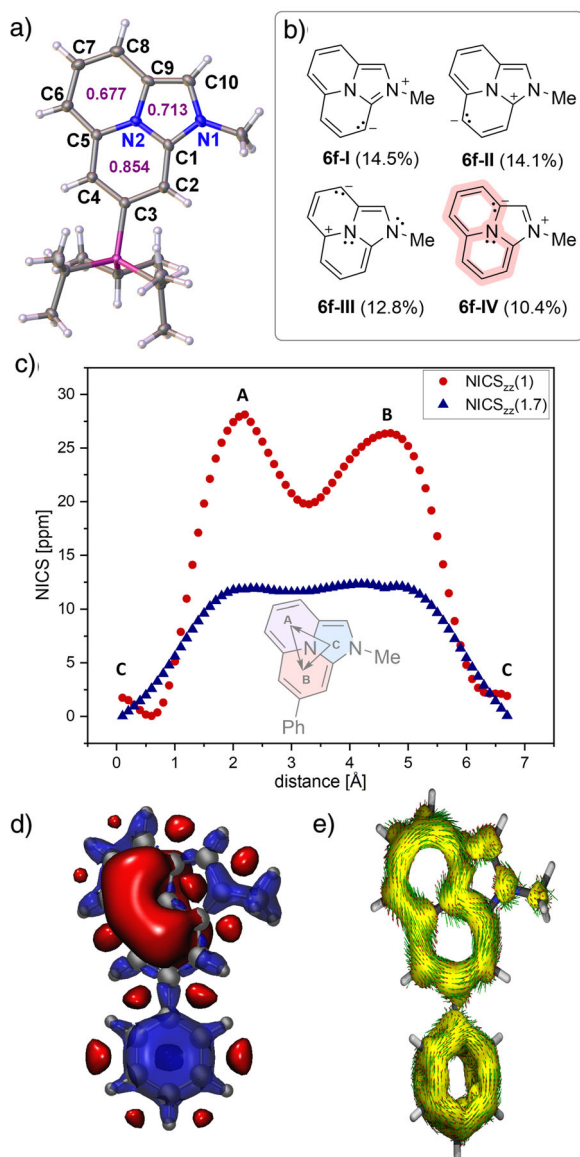 a)
C7
C8
C9
C10
C6
0.677
0.713
C5
N2
N1
C1
0.854
C4
C2
C3
b)
+
N–Me
–
6f-I (14.5%)
–
N
+
N–Me
6f-II (14.1%)
–
+
N
N–Me
6f-III (12.8%)
–
+
N
N–Me
6f-IV (10.4%)
c)
NICSzz(1)
NICSzz(1.7)
A
B
C
C
30
25
20
15
10
5
0
NICS [ppm]
A
N
C
N
Me
B
Ph
0
1
2
3
4
5
6
7
distance [Å]
d)
e)